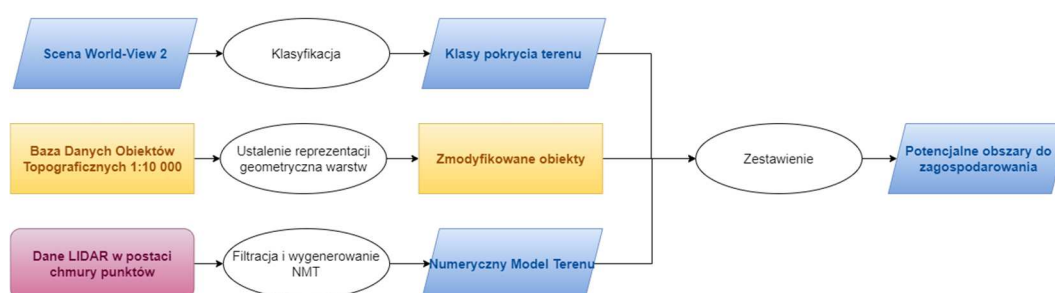 Scena World-View 2
Klasyfikacja
Klasy pokrycia terenu
Baza Danych Obiektów
Topograficznych 1:10 000
Ustalenie reprezentacji
geometryczna warstw
Zmodyfikowane obiekty
Zestawienie
Potencjalne obszary do
zagospodarowania
Dane LIDAR w postaci
chmury punktów
Filtracja i wygenerowanie
NMT
Numeryczny Model Terenu